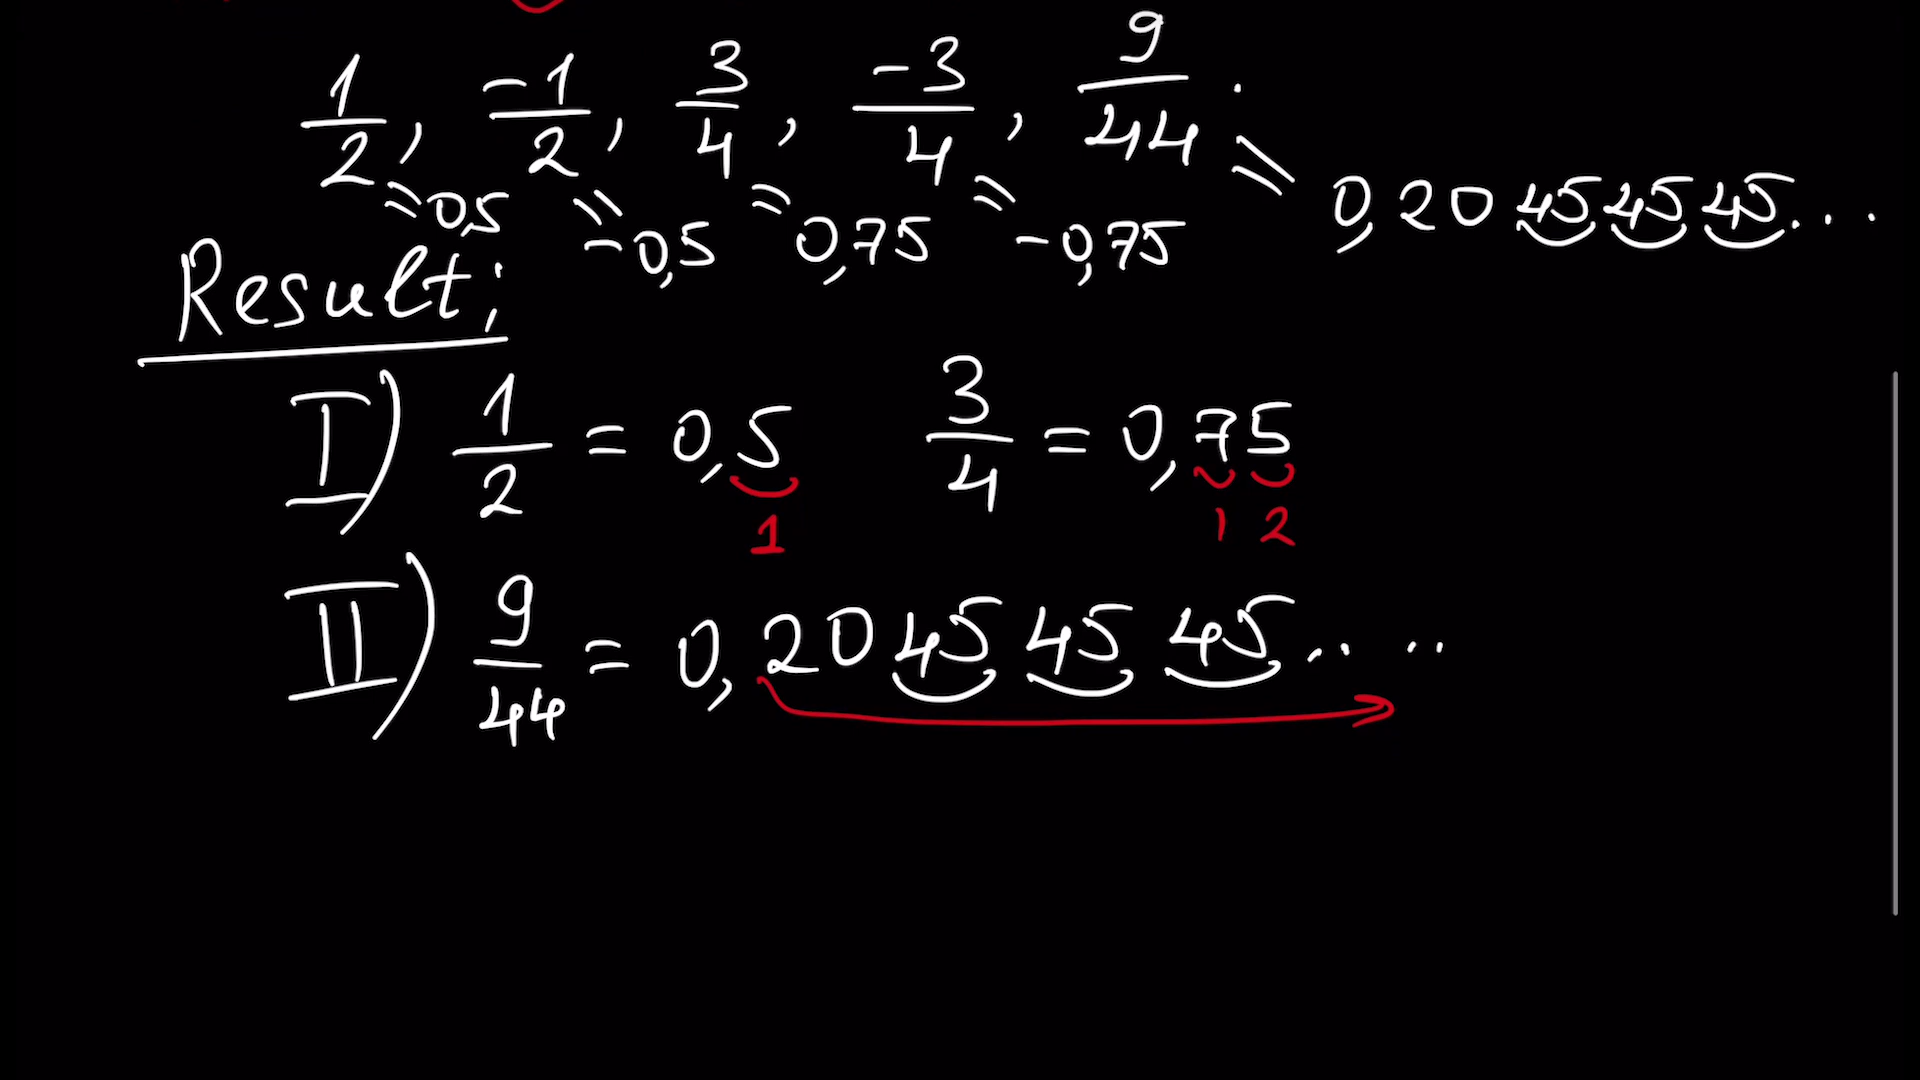 1/2, -1/2, 3/4, -3/4, 9/44.
=0,5 =-0,5 =0,75 =-0,75 =0,20454545...
Result:
I) 1/2 = 0,5 3/4 = 0,75
1 1 2
II) 9/44 = 0,20454545....